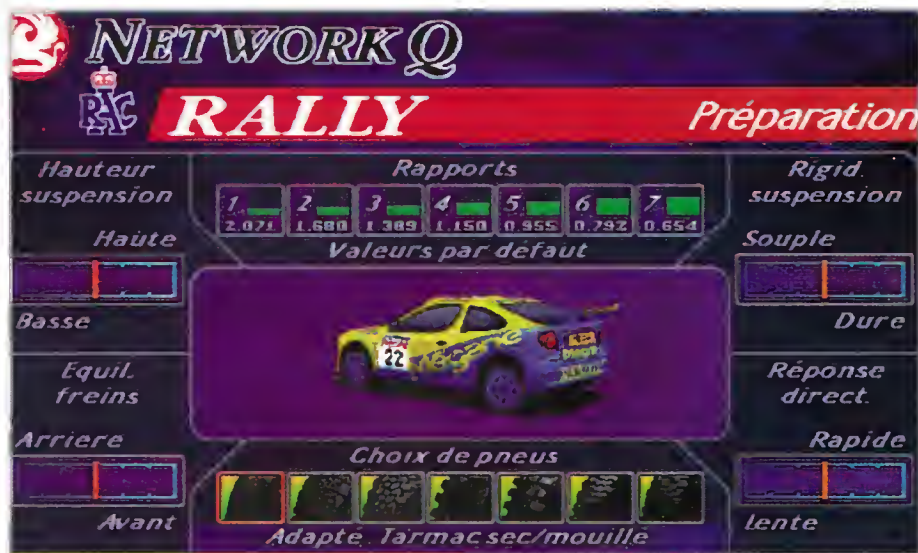 NETWORK Q
RAC
RALLY
Préparation
Hauteur
suspension
Haute
Basse
Rapports
1 2 3 4 5 6 7
2.071 1.680 1.389 1.150 0.955 0.792 0.654
Valeurs par défaut
Rigid.
suspension
Souple
Dure
22
Equil.
freins
Arriere
Avant
Choix de pneus
Adapté. Tarmac sec/mouillé
Réponse
direct.
Rapide
Lente